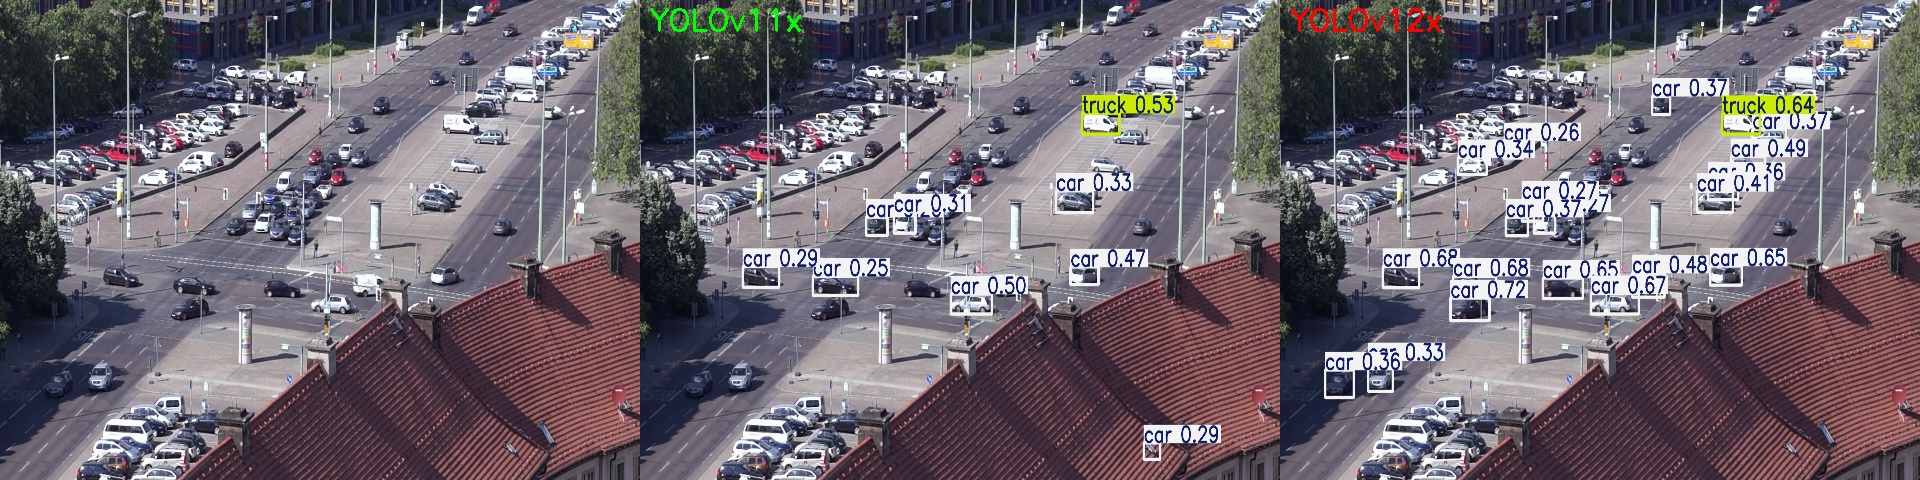 YOLOv11x
truck 0.53
car 0.33
car 0.31
car 0.29
car 0.25
car 0.47
car 0.50
car 0.29
YOLOv12x
car 0.37
truck 0.64
car 0.37
car 0.26
car 0.34
car 0.49
car 0.41
car 0.27
car 0.37
car 0.68
car 0.68
car 0.65
car 0.48
car 0.65
car 0.72
car 0.67
0.33
car 0.36